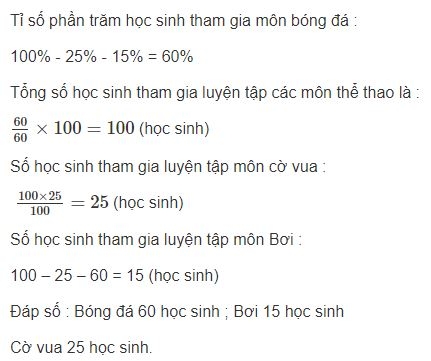 Tỉ số phần trăm học sinh tham gia môn bóng đá :
100% - 25% - 15% = 60%
Tổng số học sinh tham gia luyện tập các môn thể thao là :
60/60 × 100 = 100 (học sinh)
Số học sinh tham gia luyện tập môn cờ vua :
100×25/100 = 25 (học sinh)
Số học sinh tham gia luyện tập môn Bơi :
100 – 25 – 60 = 15 (học sinh)
Đáp số : Bóng đá 60 học sinh ; Bơi 15 học sinh
Cờ vua 25 học sinh.